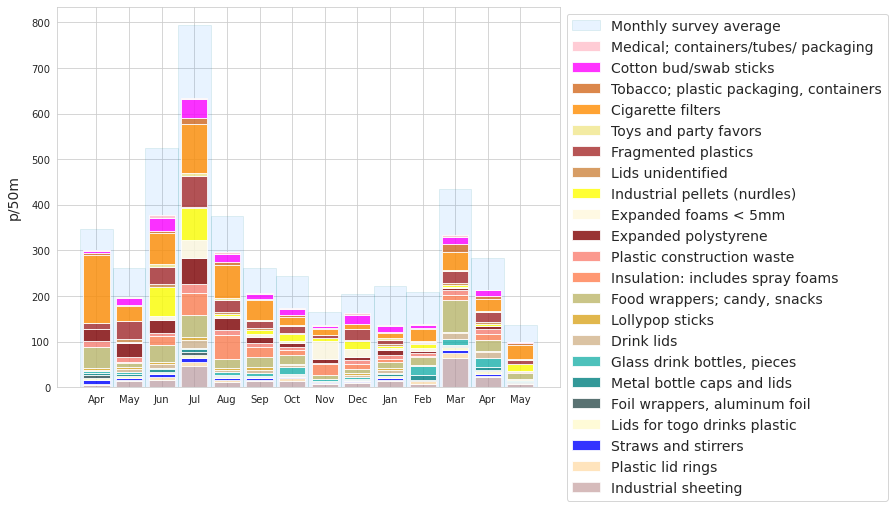 p/50m
800
700
600
500
400
300
200
100
0
Apr May Jun Jul Aug Sep Oct Nov Dec Jan Feb Mar Apr May
Monthly survey average
Medical; containers/tubes/ packaging
Cotton bud/swab sticks
Tobacco; plastic packaging, containers
Cigarette filters
Toys and party favors
Fragmented plastics
Lids unidentified
Industrial pellets (nurdles)
Expanded foams < 5mm
Expanded polystyrene
Plastic construction waste
Insulation: includes spray foams
Food wrappers; candy, snacks
Lollypop sticks
Drink lids
Glass drink bottles, pieces
Metal bottle caps and lids
Foil wrappers, aluminum foil
Lids for togo drinks plastic
Straws and stirrers
Plastic lid rings
Industrial sheeting